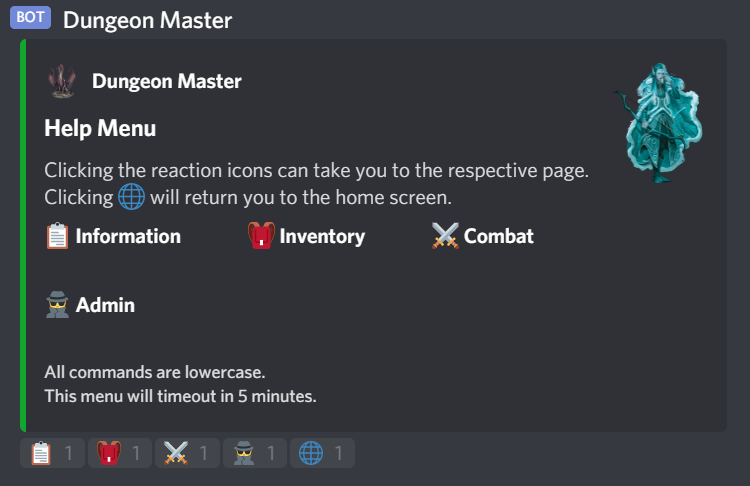 BOT Dungeon Master
Dungeon Master
Help Menu
Clicking the reaction icons can take you to the respective page.
Clicking 🌐 will return you to the home screen.
📋 Information 🎒 Inventory ⚔️ Combat
🕵️ Admin
All commands are lowercase.
This menu will timeout in 5 minutes.
📋 1 🎒 1 ⚔️ 1 🕵️ 1 🌐 1